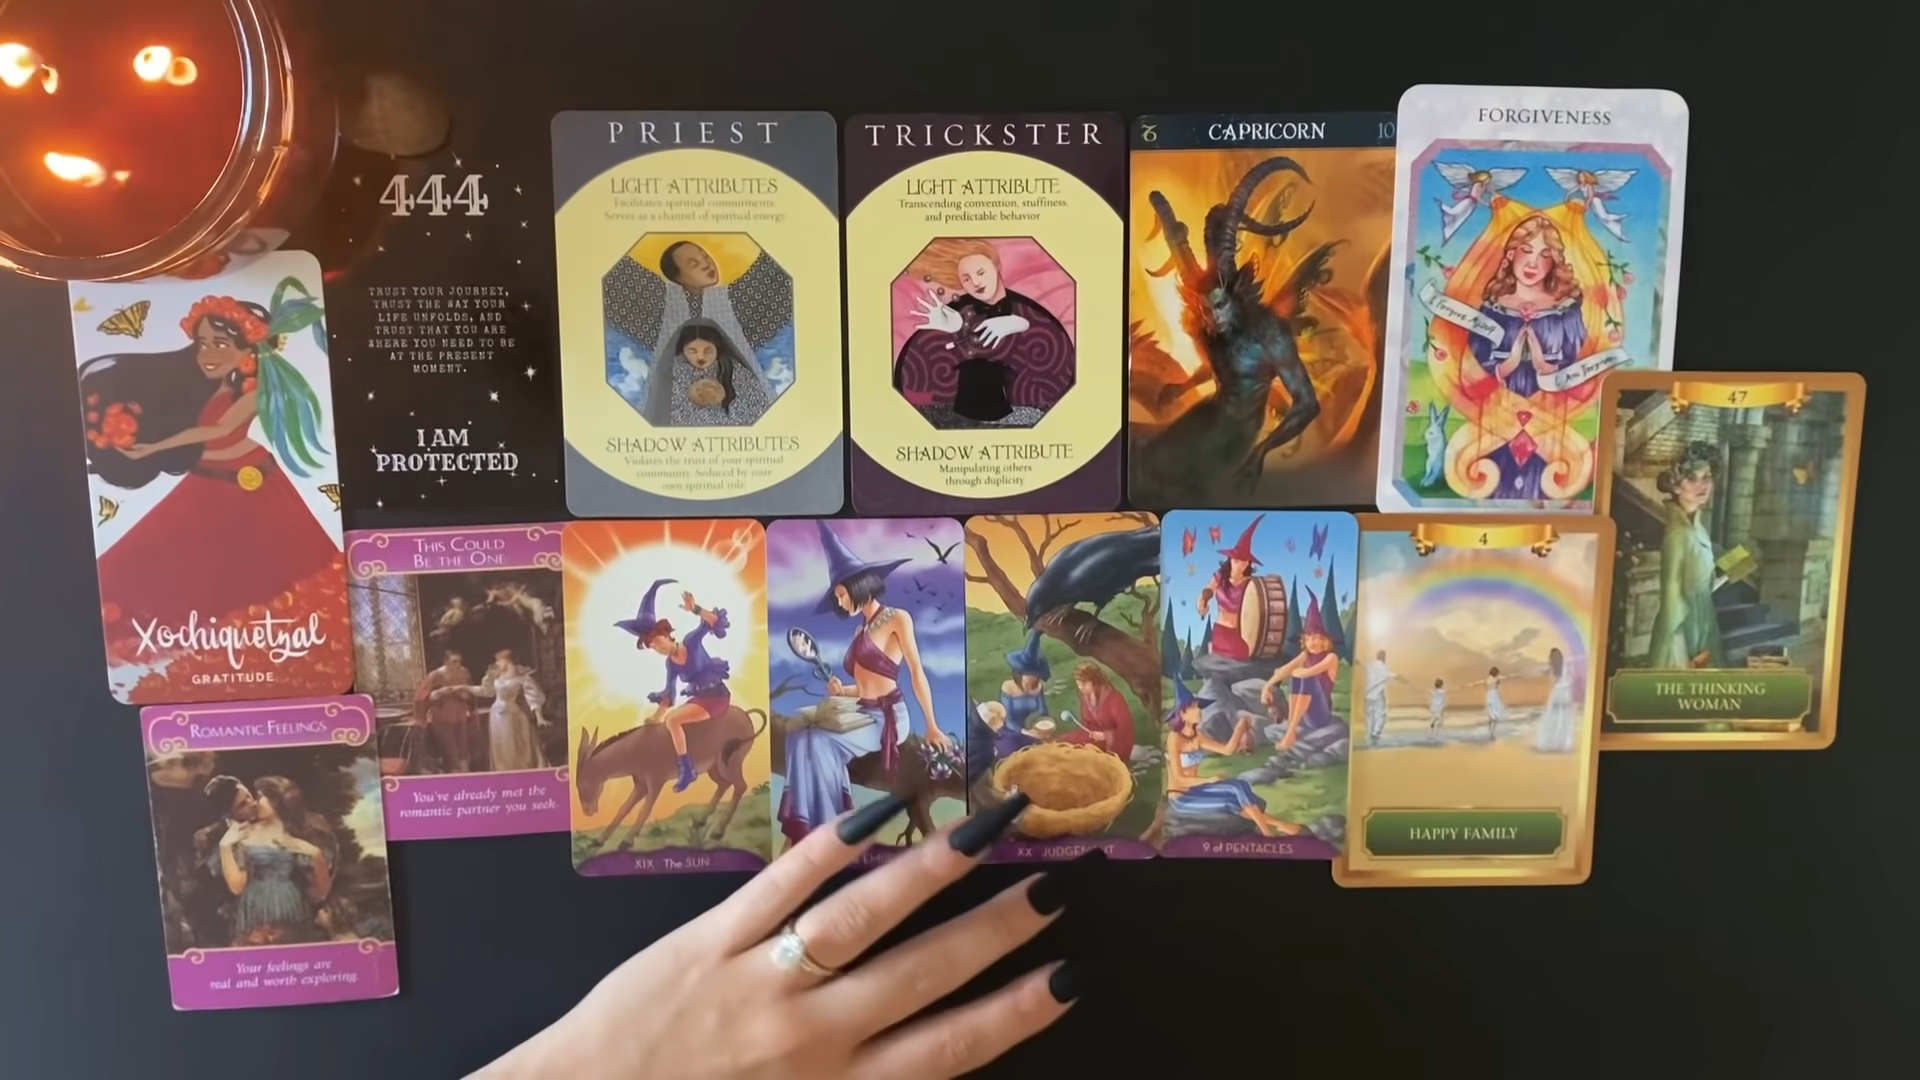 444
TRUST YOUR JOURNEY,
TRUST THE WAY YOUR
LIFE UNFOLDS, AND
TRUST THAT YOU ARE
WHERE YOU NEED TO BE
AT THE PRESENT
MOMENT.
I AM
PROTECTED
PRIEST
LIGHT ATTRIBUTES
Facilitates spiritual commitments.
Serves as a channel of spiritual energy.
SHADOW ATTRIBUTES
Violates the trust of your spiritual
community. Seduced by your
own spiritual role.
TRICKSTER
LIGHT ATTRIBUTE
Transcending convention, stuffiness,
and predictable behavior
SHADOW ATTRIBUTE
Manipulating others
through duplicity
CAPRICORN 10
FORGIVENESS
I Forgive Myself
I Am Forgiven
47
THE THINKING
WOMAN
Xochiquetzal
GRATITUDE
THIS COULD
BE THE ONE
You've already met the
romantic partner you seek.
XIX The SUN
XX JUDGEMENT
9 of PENTACLES
4
HAPPY FAMILY
ROMANTIC FEELINGS
Your feelings are
real and worth exploring.